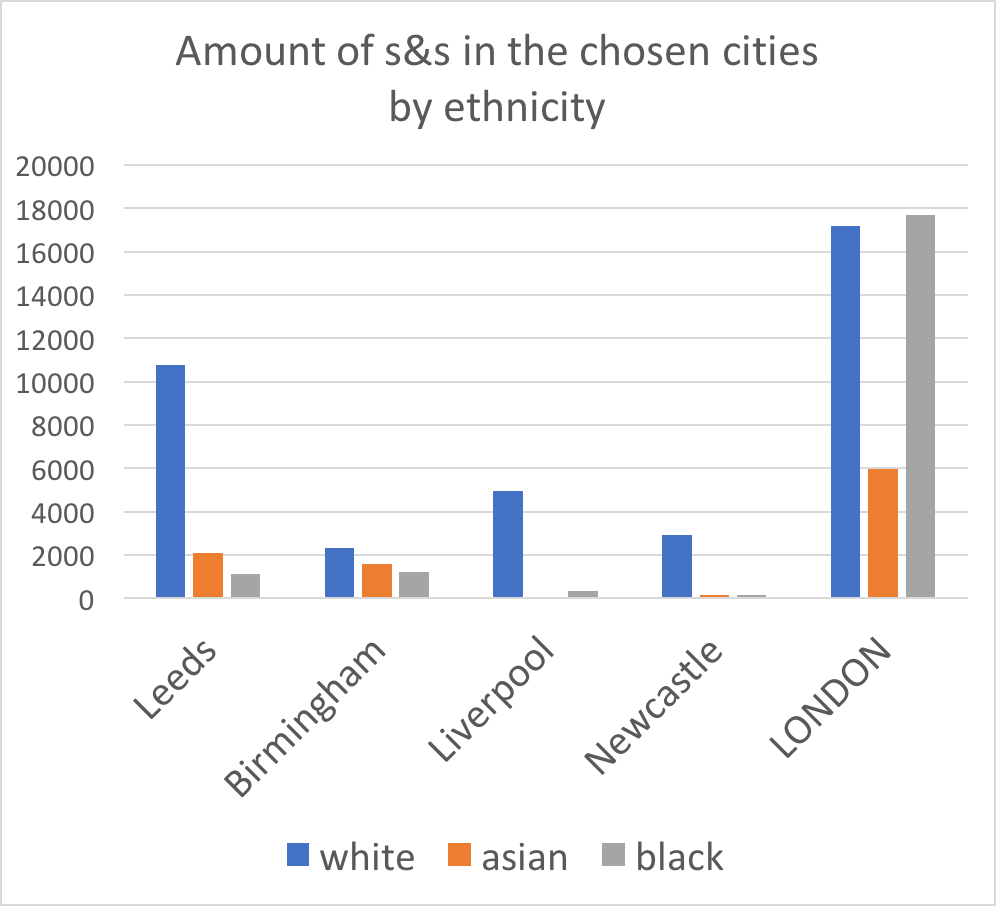 Amount of s&s in the chosen cities
by ethnicity
20000
18000
16000
14000
12000
10000
8000
6000
4000
2000
0
Leeds
Birmingham
Liverpool
Newcastle
LONDON
white asian black